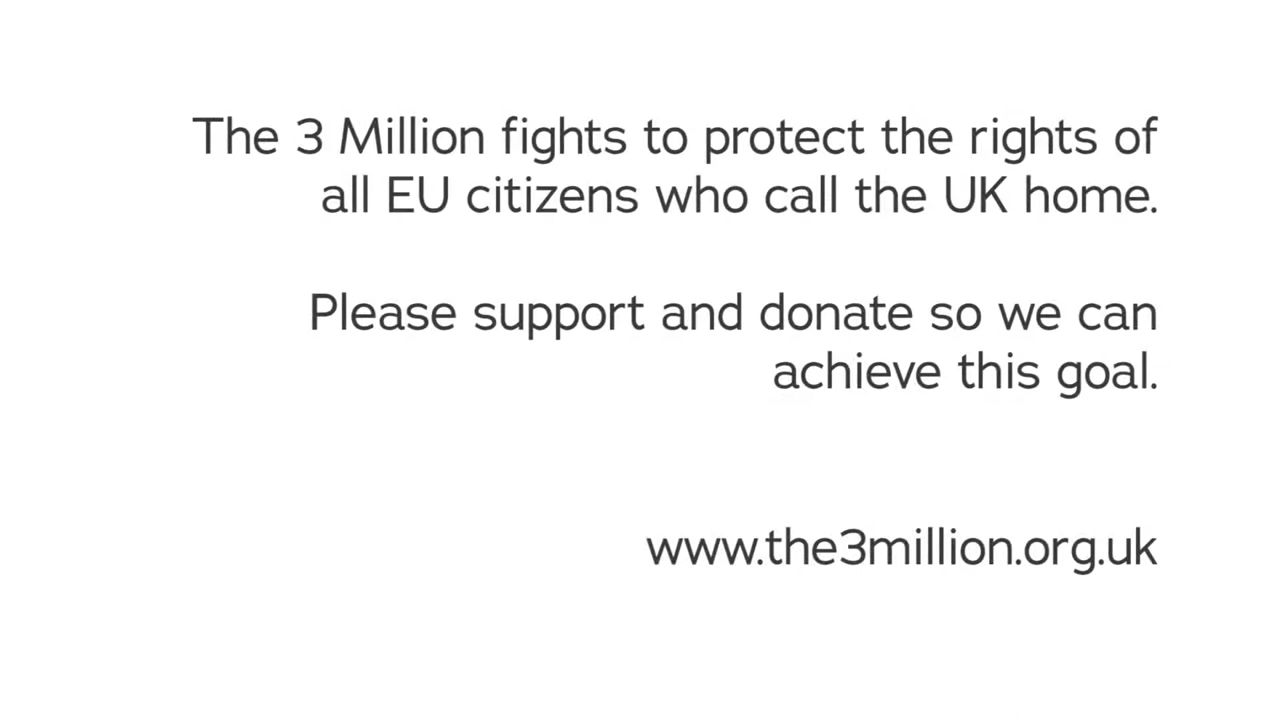 The 3 Million fights to protect the rights of
all EU citizens who call the UK home.
Please support and donate so we can
achieve this goal.
www.the3million.org.uk